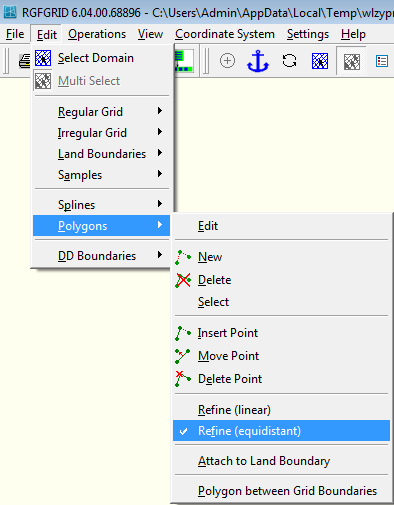 RGFGRID 6.04.00.68896 - C:\Users\Admin\AppData\Local\Temp\wlzypr
File Edit Operations View Coordinate System Settings Help
Select Domain
Multi Select
Regular Grid
Irregular Grid
Land Boundaries
Samples
Splines
Polygons
DD Boundaries
Edit
New
Delete
Select
Insert Point
Move Point
Delete Point
Refine (linear)
Refine (equidistant)
Attach to Land Boundary
Polygon between Grid Boundaries